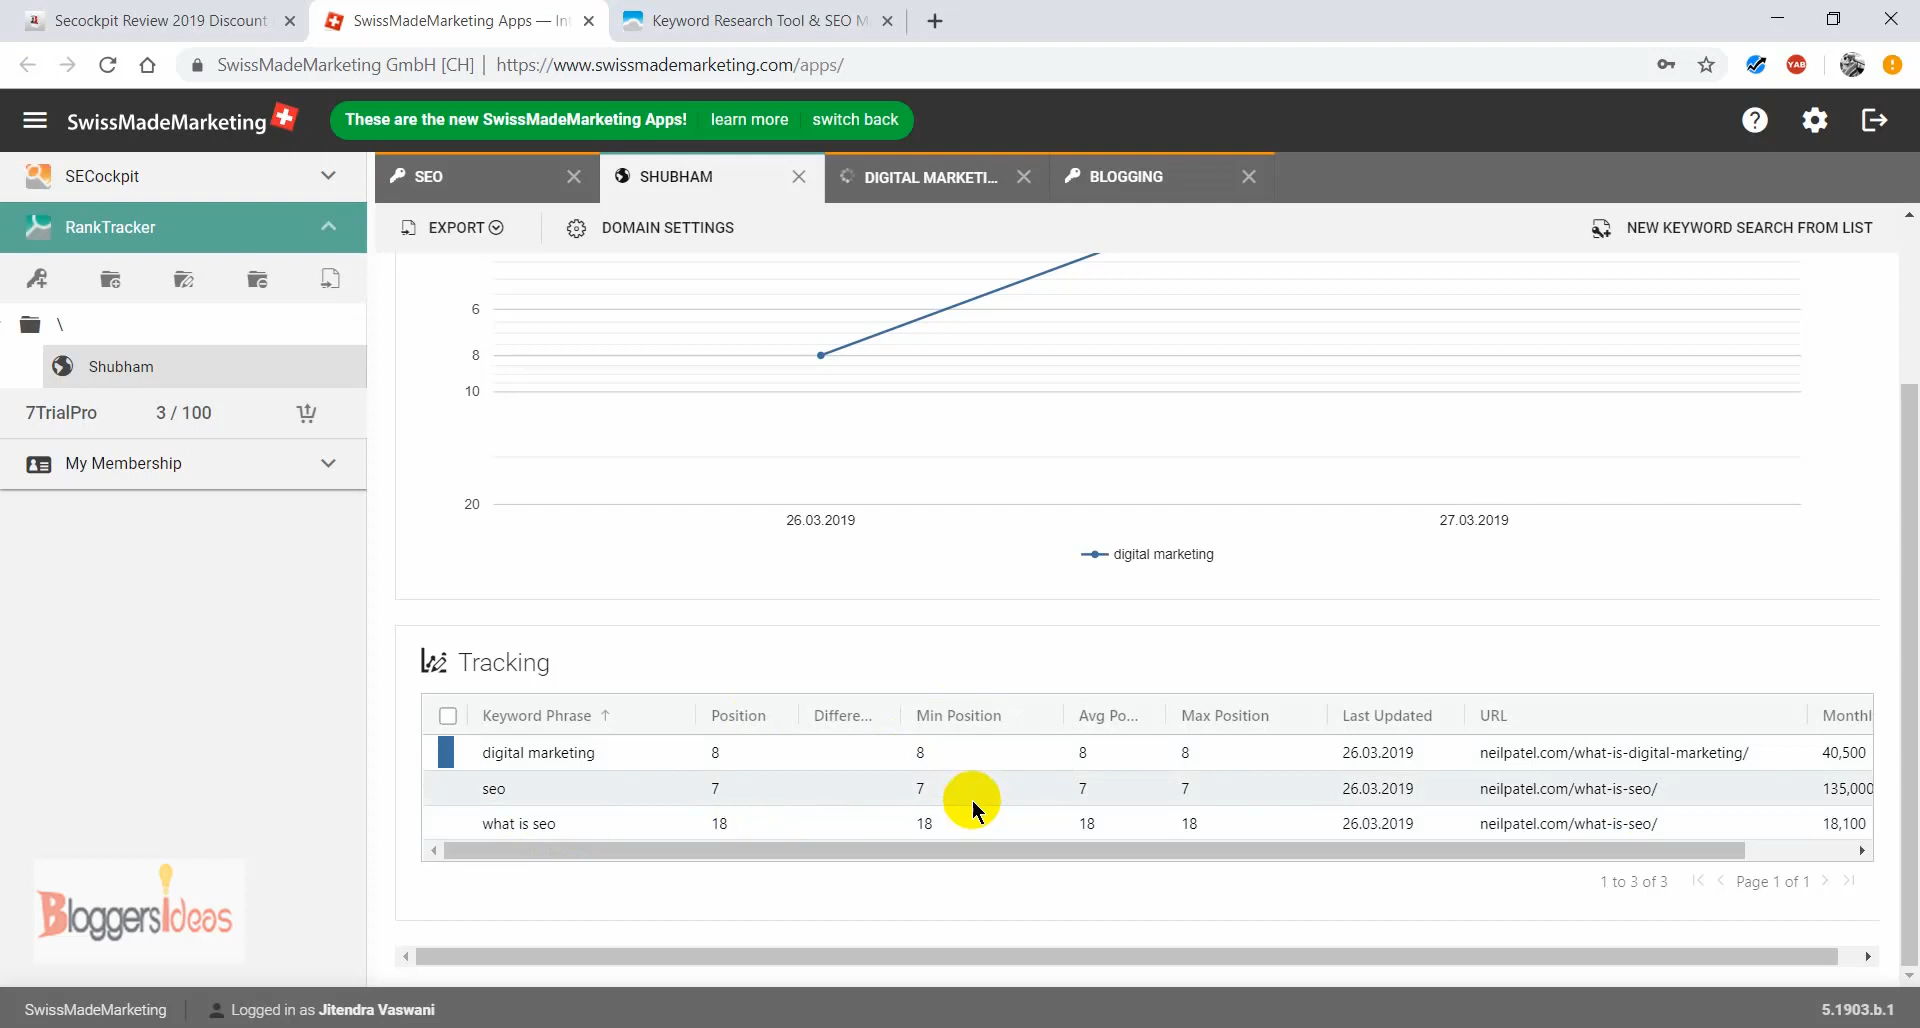 Secockpit Review 2019 Discount
SwissMadeMarketing Apps — Int
Keyword Research Tool & SEO M
SwissMadeMarketing GmbH [CH] | https://www.swissmademarketing.com/apps/
YAB
SwissMadeMarketing
These are the new SwissMadeMarketing Apps! learn more switch back
SECockpit
SEO
SHUBHAM
DIGITAL MARKETI...
BLOGGING
RankTracker
EXPORT
DOMAIN SETTINGS
NEW KEYWORD SEARCH FROM LIST
\
Shubham
7TrialPro 3 / 100
My Membership
6
8
10
20
26.03.2019 27.03.2019
digital marketing
Tracking
Keyword Phrase ↑ Position Differe... Min Position Avg Po... Max Position Last Updated URL Monthl
digital marketing 8 8 8 8 26.03.2019 neilpatel.com/what-is-digital-marketing/ 40,500
seo 7 7 7 7 26.03.2019 neilpatel.com/what-is-seo/ 135,000
what is seo 18 18 18 18 26.03.2019 neilpatel.com/what-is-seo/ 18,100
1 to 3 of 3 Page 1 of 1
BloggersIdeas
SwissMadeMarketing Logged in as Jitendra Vaswani 5.1903.b.1